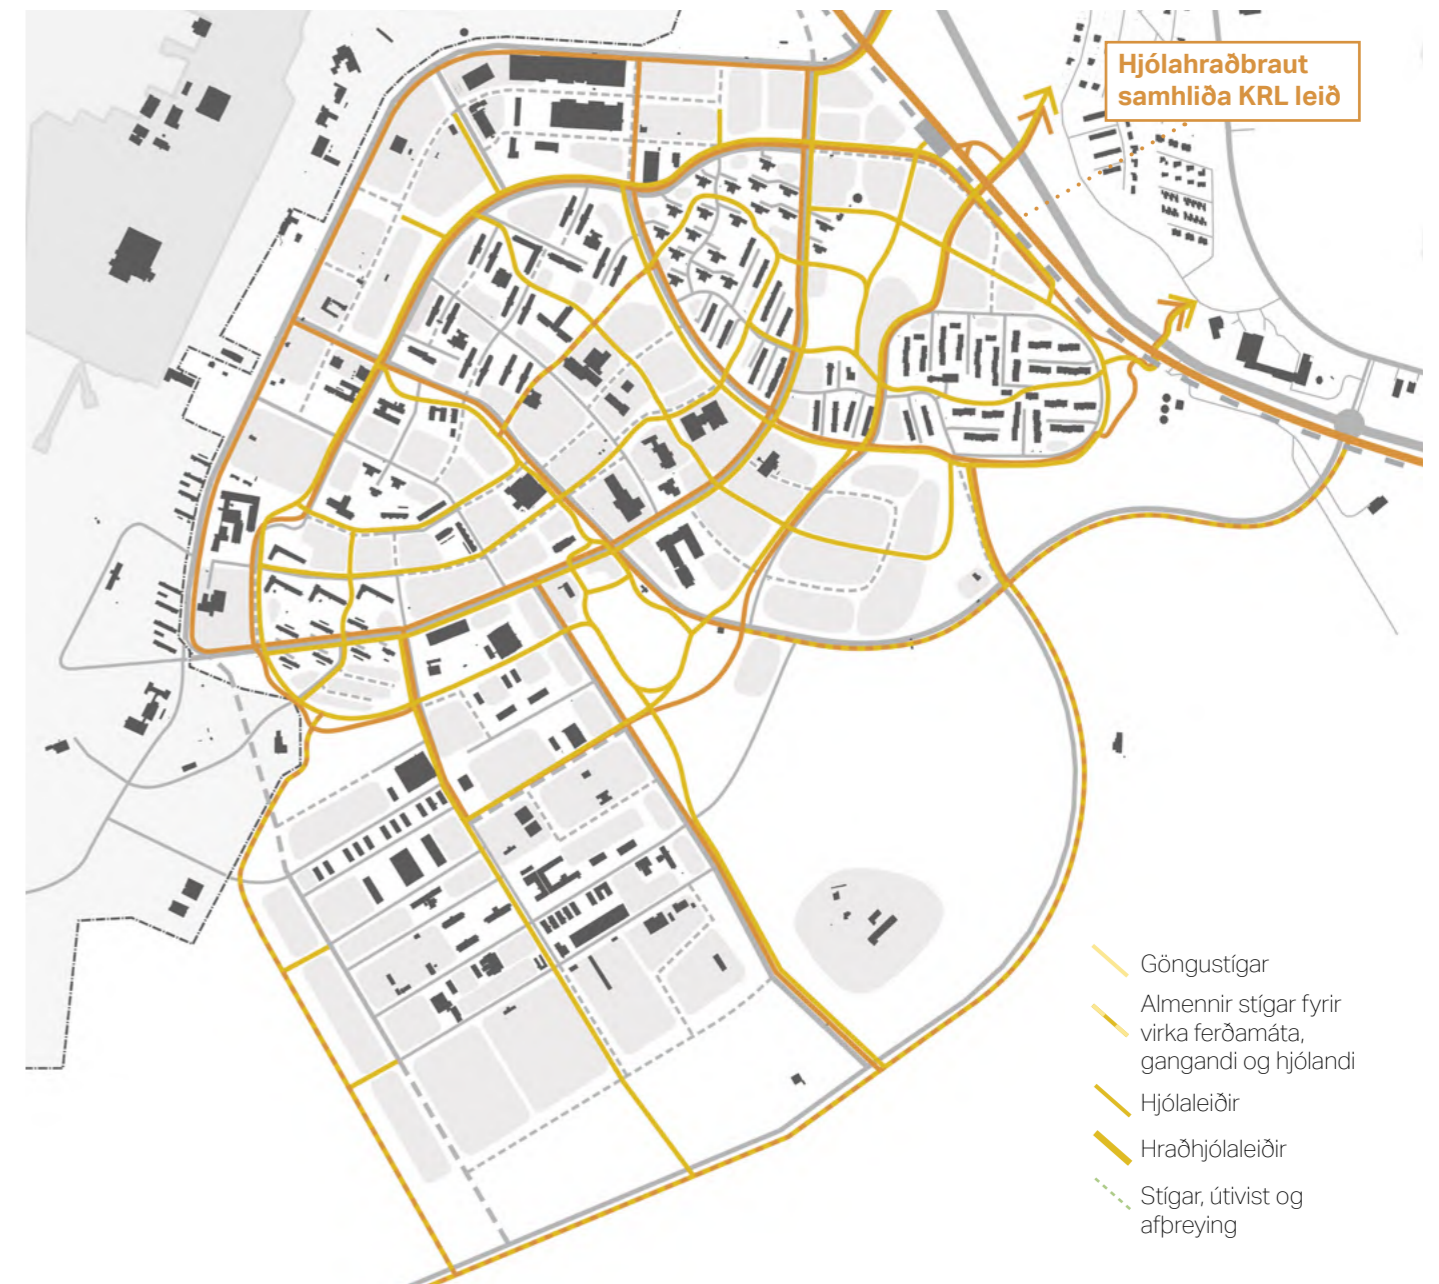 Hjólahraðbraut
samhliða KRL leið
Göngustígar
Almennir stígar fyrir
virka ferðamáta,
gangandi og hjólandi
Hjólaleiðir
Hraðhjólaleiðir
Stígar, útivist og
afþreying